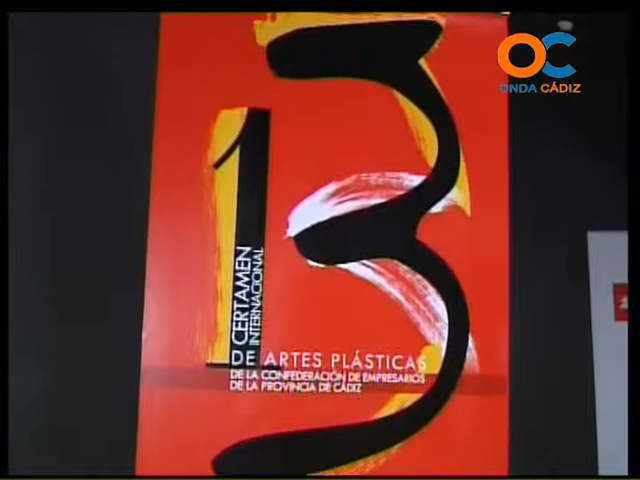 OC
ONDA CÁDIZ
13
CERTAMEN
INTERNACIONAL
DE ARTES PLÁSTICAS
DE LA CONFEDERACIÓN DE EMPRESARIOS
DE LA PROVINCIA DE CÁDIZ